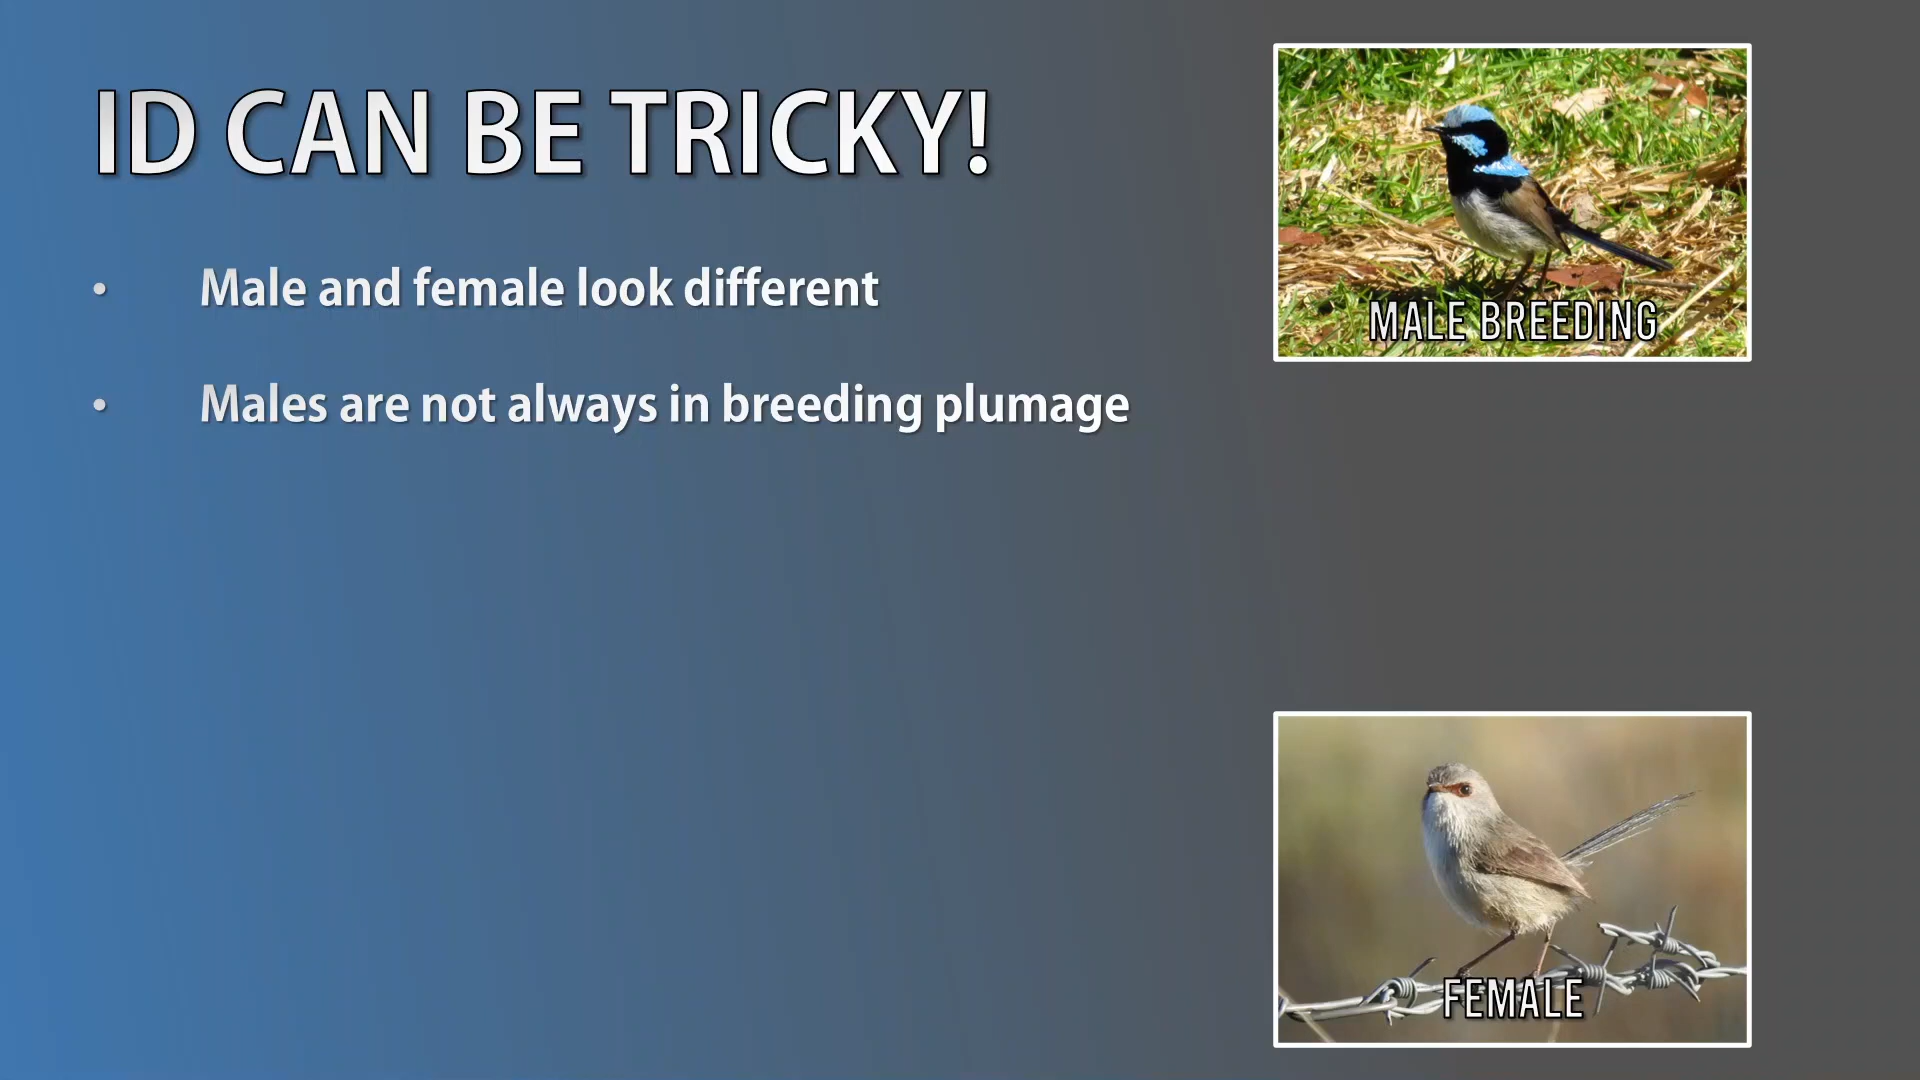 ID CAN BE TRICKY!
• Male and female look different
• Males are not always in breeding plumage
MALE BREEDING
FEMALE